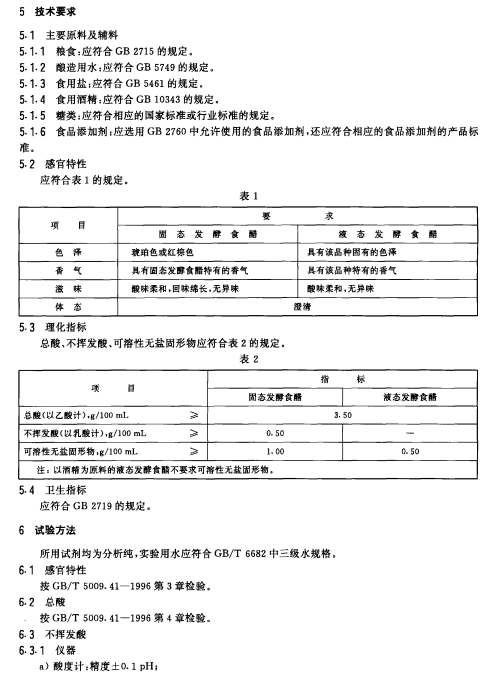 5 技术要求
5.1 主要原料及辅料
5.1.1 粮食:应符合 GB 2715 的规定。
5.1.2 酿造用水:应符合 GB 5749 的规定。
5.1.3 食用盐:应符合 GB 5461 的规定。
5.1.4 食用酒精:应符合 GB 10343 的规定。
5.1.5 糖类:应符合相应的国家标准或行业标准的规定。
5.1.6 食品添加剂:应选用 GB 2760 中允许使用的食品添加剂,还应符合相应的食品添加剂的产品标
准。
5.2 感官特性
应符合表 1 的规定。
表 1
项 目 要 求
固 态 发 酵 食 醋 液 态 发 酵 食 醋
色 泽 琥珀色或红棕色 具有该品种固有的色泽
香 气 具有固态发酵食醋特有的香气 具有该品种特有的香气
滋 味 酸味柔和,回味绵长,无异味 酸味柔和,无异味
体 态 澄清
5.3 理化指标
总酸、不挥发酸、可溶性无盐固形物应符合表 2 的规定。
表 2
项 目 指 标
固态发酵食醋 液态发酵食醋
总酸(以乙酸计),g/100 mL ≥ 3.50
不挥发酸(以乳酸计),g/100 mL ≥ 0.50 —
可溶性无盐固形物,g/100 mL ≥ 1.00 0.50
注:以酒精为原料的液态发酵食醋不要求可溶性无盐固形物。
5.4 卫生指标
应符合 GB 2719 的规定。
6 试验方法
所用试剂均为分析纯,实验用水应符合 GB/T 6682 中三级水规格。
6.1 感官特性
按 GB/T 5009.41—1996 第 3 章检验。
6.2 总酸
按 GB/T 5009.41—1996 第 4 章检验。
6.3 不挥发酸
6.3.1 仪器
a) 酸度计:精度±0.1 pH;